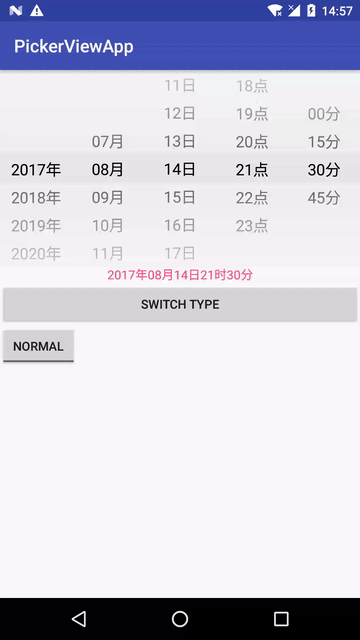 14:57
PickerViewApp
11日 18点
12日 19点 00分
07月 13日 20点 15分
2017年 08月 14日 21点 30分
2018年 09月 15日 22点 45分
2019年 10月 16日 23点
2020年 11月 17日
2017年08月14日21时30分
SWITCH TYPE
NORMAL